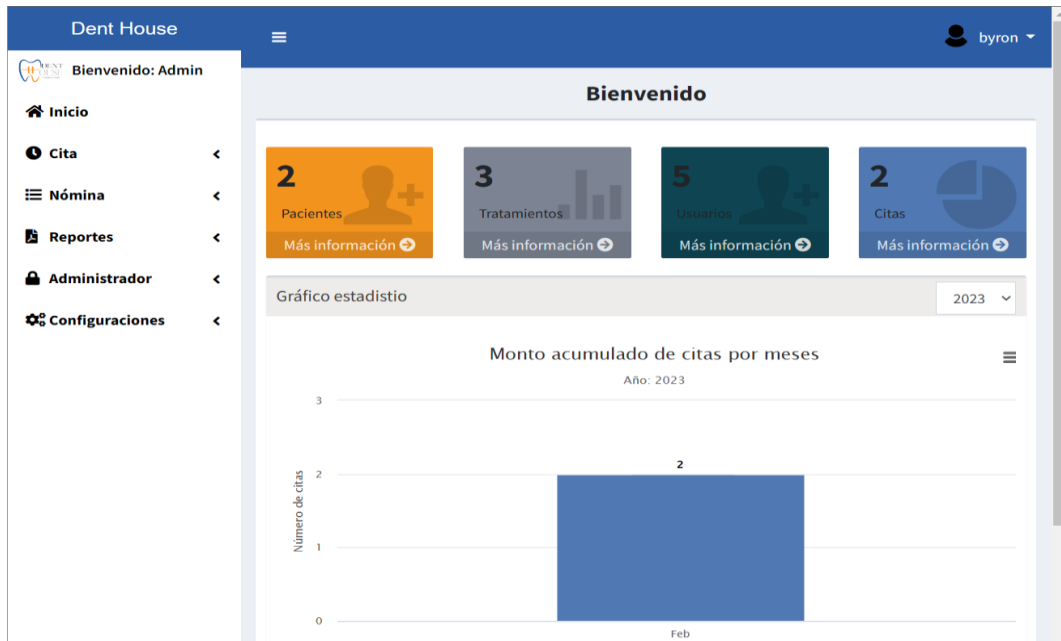 Dent House
byron
Bienvenido: Admin
Inicio
Cita
Nómina
Reportes
Administrador
Configuraciones
Bienvenido
2
Pacientes
Más información
3
Tratamientos
Más información
5
Usuarios
Más información
2
Citas
Más información
Gráfico estadistio
2023
Monto acumulado de citas por meses
Año: 2023
Número de citas
3
2
1
0
2
Feb